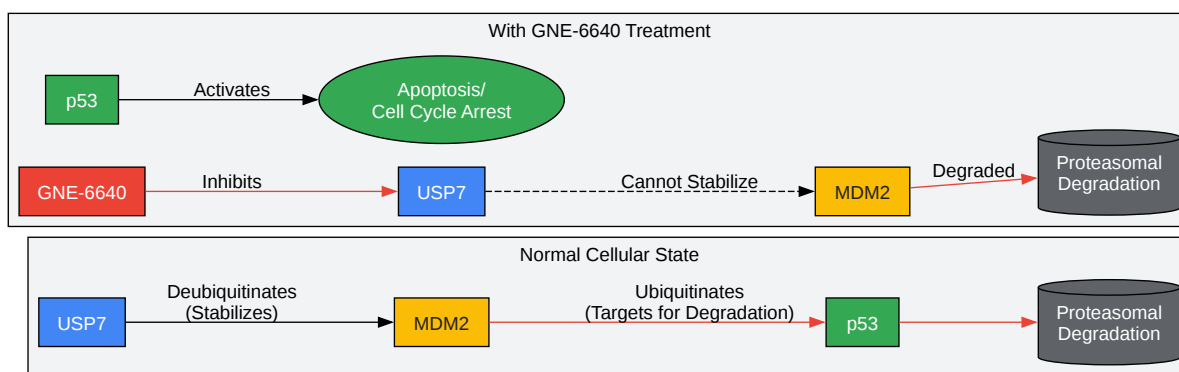 With GNE-6640 Treatment
p53
Activates
Apoptosis/
Cell Cycle Arrest
GNE-6640
Inhibits
USP7
Cannot Stabilize
MDM2
Degraded
Proteasomal
Degradation
Normal Cellular State
USP7
Deubiquitinates
(Stabilizes)
MDM2
Ubiquitinates
(Targets for Degradation)
p53
Proteasomal
Degradation